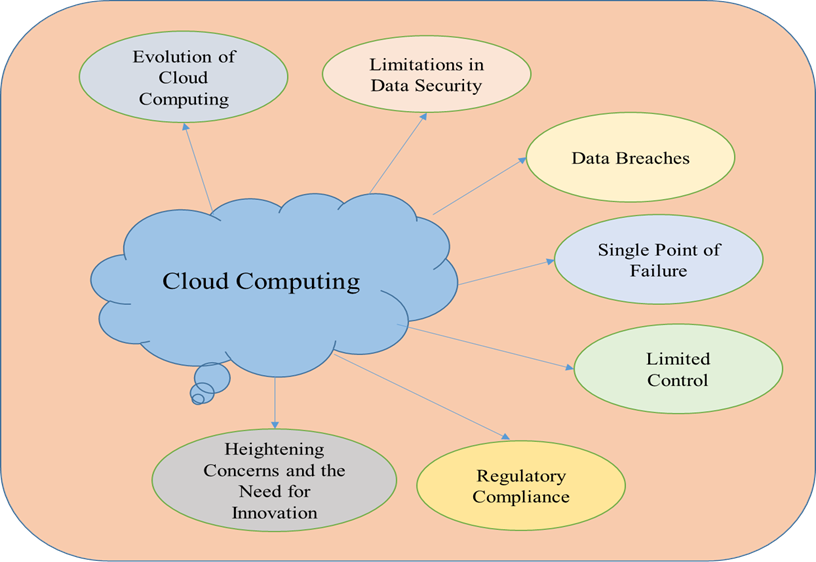 Evolution of
Cloud
Computing
Limitations in
Data Security
Data Breaches
Single Point of
Failure
Cloud Computing
Limited
Control
Heightening
Concerns and the
Need for
Innovation
Regulatory
Compliance